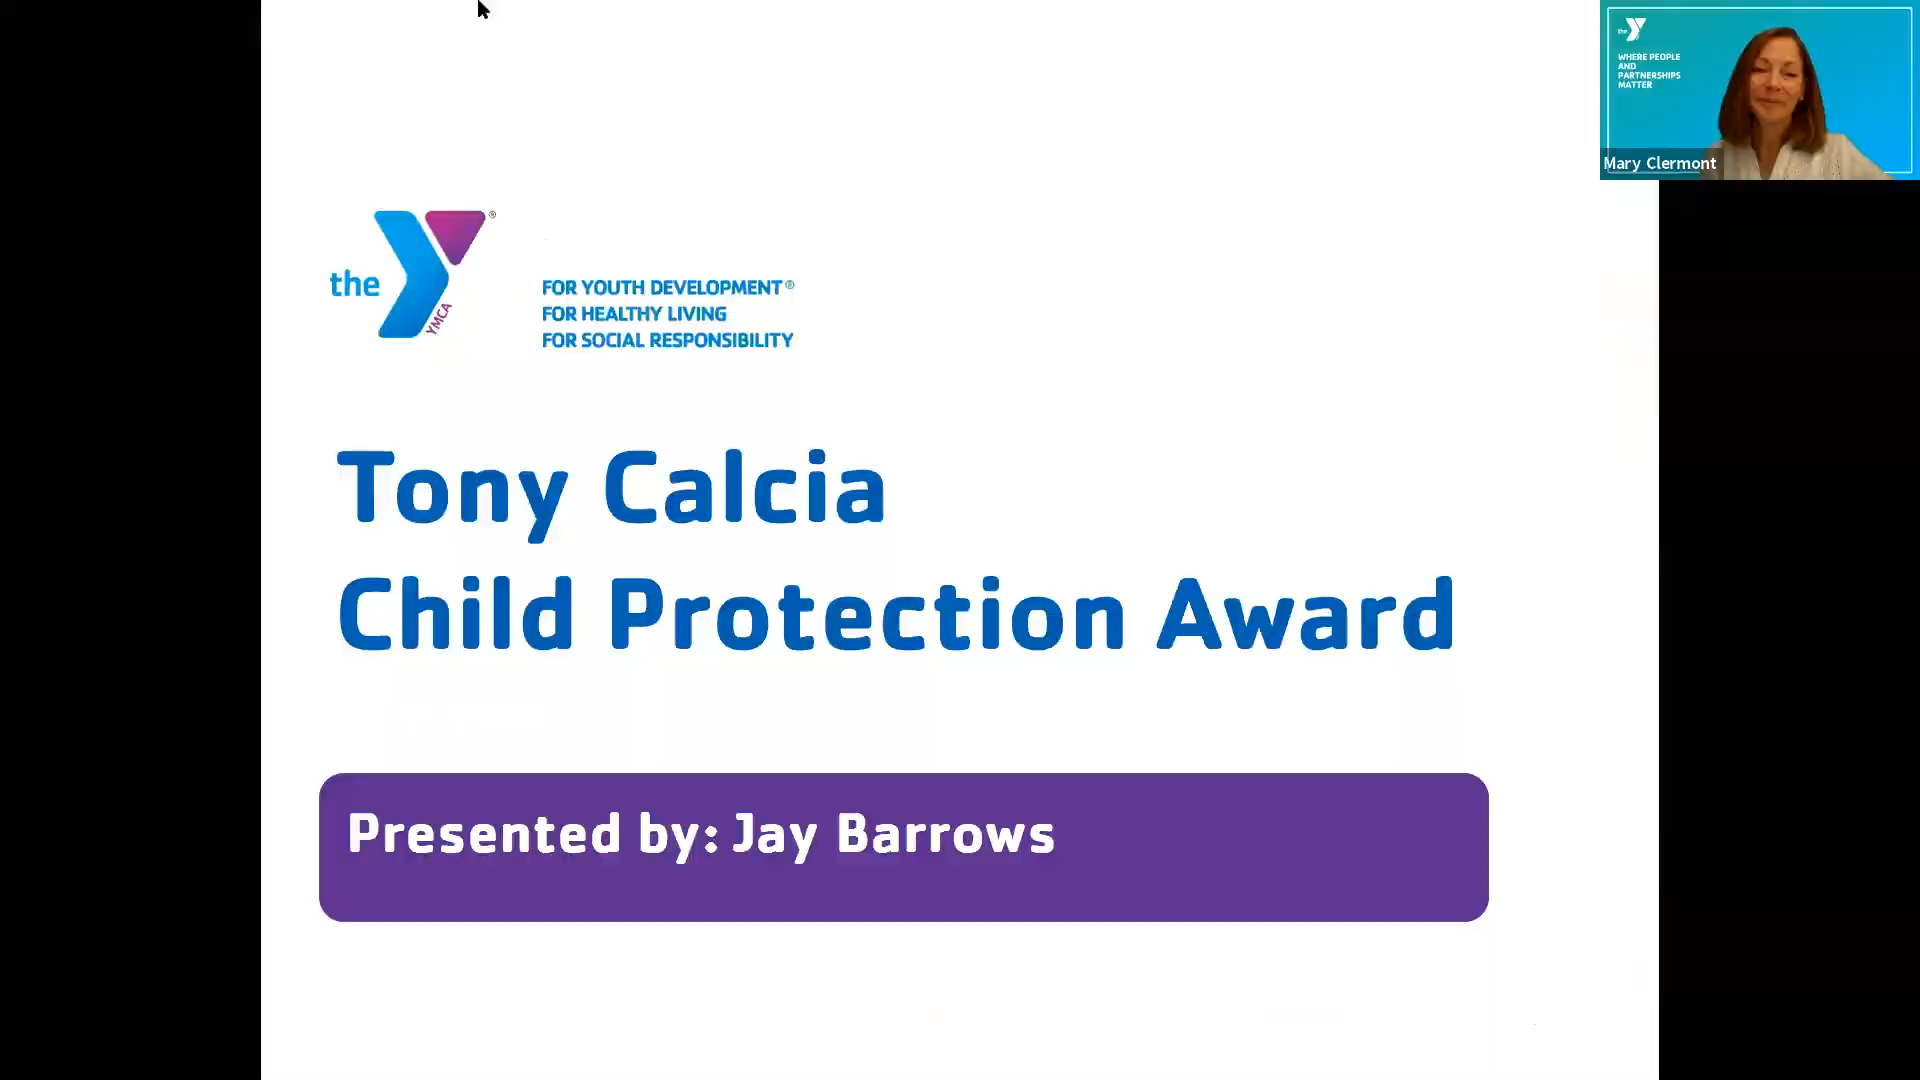 the
YMCA
®
FOR YOUTH DEVELOPMENT®
FOR HEALTHY LIVING
FOR SOCIAL RESPONSIBILITY
Tony Calcia
Child Protection Award
Presented by: Jay Barrows
the
WHERE PEOPLE
AND
PARTNERSHIPS
MATTER
Mary Clermont